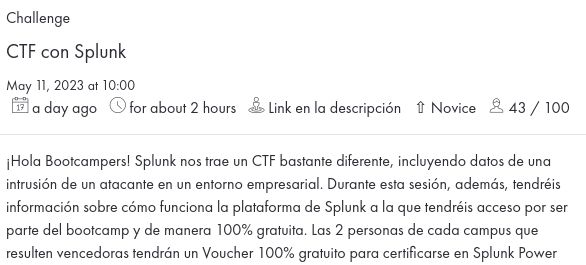 Challenge
CTF con Splunk
May 11, 2023 at 10:00
17 a day ago for about 2 hours Link en la descripción ⇧ Novice 43 / 100
¡Hola Bootcampers! Splunk nos trae un CTF bastante diferente, incluyendo datos de una
intrusión de un atacante en un entorno empresarial. Durante esta sesión, además, tendréis
información sobre cómo funciona la plataforma de Splunk a la que tendréis acceso por ser
parte del bootcamp y de manera 100% gratuita. Las 2 personas de cada campus que
resulten vencedoras tendrán un Voucher 100% gratuito para certificarse en Splunk Power